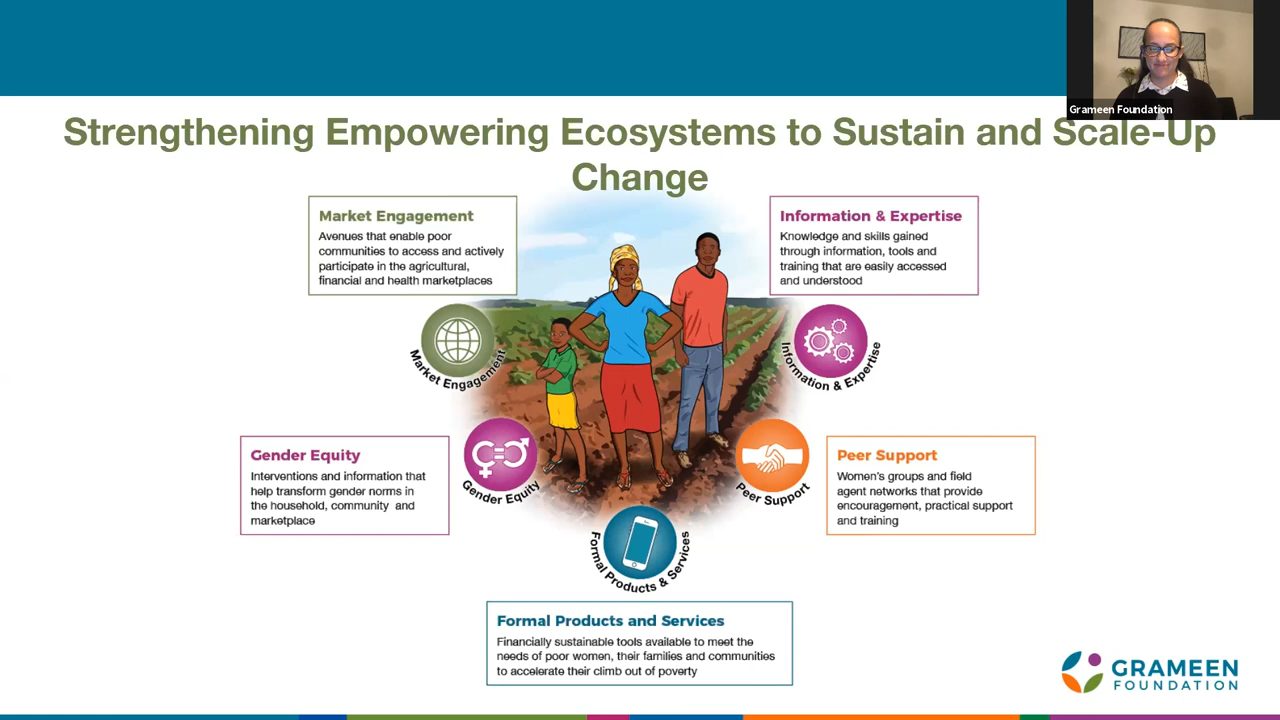 Grameen Foundation
Strengthening Empowering Ecosystems to Sustain and Scale-Up
Change
Market Engagement
Avenues that enable poor
communities to access and actively
participate in the agricultural,
financial and health marketplaces
Information & Expertise
Knowledge and skills gained
through information, tools and
training that are easily accessed
and understood
Market Engagement
Information & Expertise
Gender Equity
Interventions and information that
help transform gender norms in
the household, community and
marketplace
Gender Equity
Peer Support
Peer Support
Women's groups and field
agent networks that provide
encouragement, practical support
and training
Formal Products & Services
Formal Products and Services
Financially sustainable tools available to meet the
needs of poor women, their families and communities
to accelerate their climb out of poverty
GRAMEEN
FOUNDATION